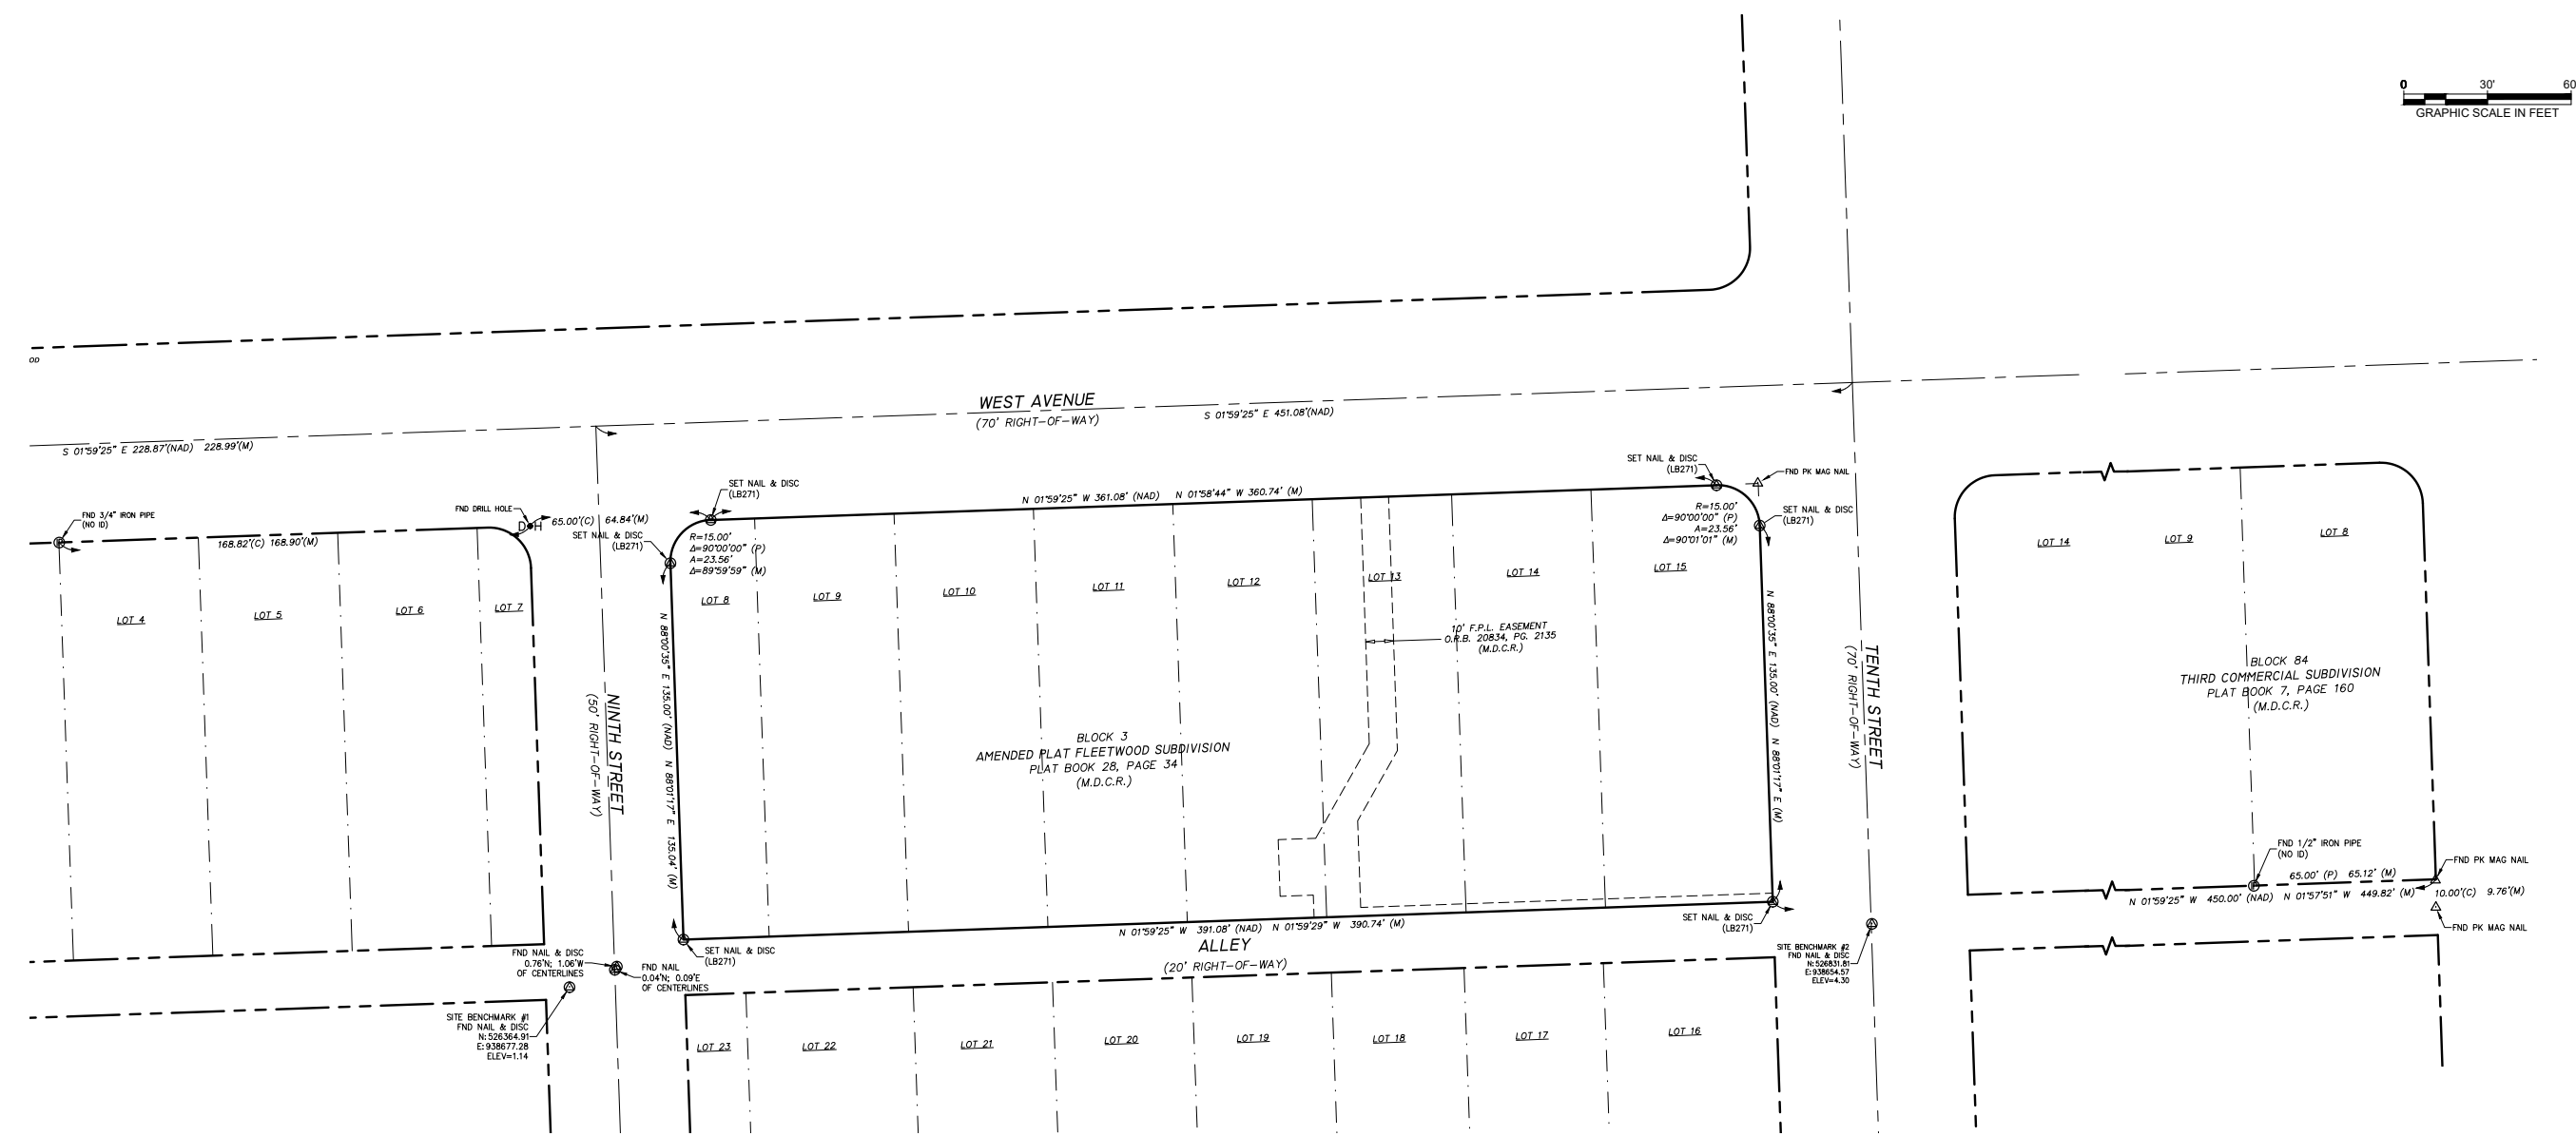 0 30' 60
GRAPHIC SCALE IN FEET
OD
WEST AVENUE
(70' RIGHT-OF-WAY)
S 01°59'25" E 451.08'(NAD)
S 01°59'25" E 228.87'(NAD) 228.99'(M)
FND 3/4" IRON PIPE
(NO ID)
168.82'(C) 168.90'(M)
FND DRILL HOLE
D H
65.00'(C) 64.84'(M)
SET NAIL & DISC
(LB271)
SET NAIL & DISC
(LB271)
R=15.00'
Δ=90°00'00" (P)
A=23.56'
Δ=89°59'59" (M)
N 01°59'25" W 361.08' (NAD) N 01°58'44" W 360.74' (M)
SET NAIL & DISC
(LB271)
FND PK MAG NAIL
R=15.00'
Δ=90°00'00" (P)
A=23.56'
Δ=90°01'01" (M)
SET NAIL & DISC
(LB271)
LOT 4
LOT 5
LOT 6
LOT 7
LOT 8
LOT 9
LOT 10
LOT 11
LOT 12
LOT 13
LOT 14
LOT 15
LOT 14
LOT 9
LOT 8
10' F.P.L. EASEMENT
O.R.B. 20834, PG. 2135
(M.D.C.R.)
NINTH STREET
(50' RIGHT-OF-WAY)
N 88°00'35" E 135.00' (NAD) N 88°01'17" E 135.04' (M)
BLOCK 3
AMENDED PLAT FLEETWOOD SUBDIVISION
PLAT BOOK 28, PAGE 34
(M.D.C.R.)
N 88°00'35" E 135.00' (NAD) N 88°01'17" E (M)
TENTH STREET
(70' RIGHT-OF-WAY)
BLOCK 84
THIRD COMMERCIAL SUBDIVISION
PLAT BOOK 7, PAGE 160
(M.D.C.R.)
FND 1/2" IRON PIPE
(NO ID)
65.00' (P) 65.12' (M)
FND PK MAG NAIL
N 01°59'25" W 450.00' (NAD) N 01°57'51" W 449.82' (M)
10.00'(C) 9.76'(M)
FND PK MAG NAIL
N 01°59'25" W 391.08' (NAD) N 01°59'29" W 390.74' (M)
ALLEY
(20' RIGHT-OF-WAY)
SET NAIL & DISC
(LB271)
SET NAIL & DISC
(LB271)
FND NAIL & DISC
0.76'N; 1.06'W
OF CENTERLINES
FND NAIL
0.04'N; 0.09'E
OF CENTERLINES
SITE BENCHMARK #1
FND NAIL & DISC
N:526364.91
E:938677.28
ELEV=1.14
SITE BENCHMARK #2
FND NAIL & DISC
N:526831.81
E:938654.57
ELEV=4.30
LOT 23
LOT 22
LOT 21
LOT 20
LOT 19
LOT 18
LOT 17
LOT 16